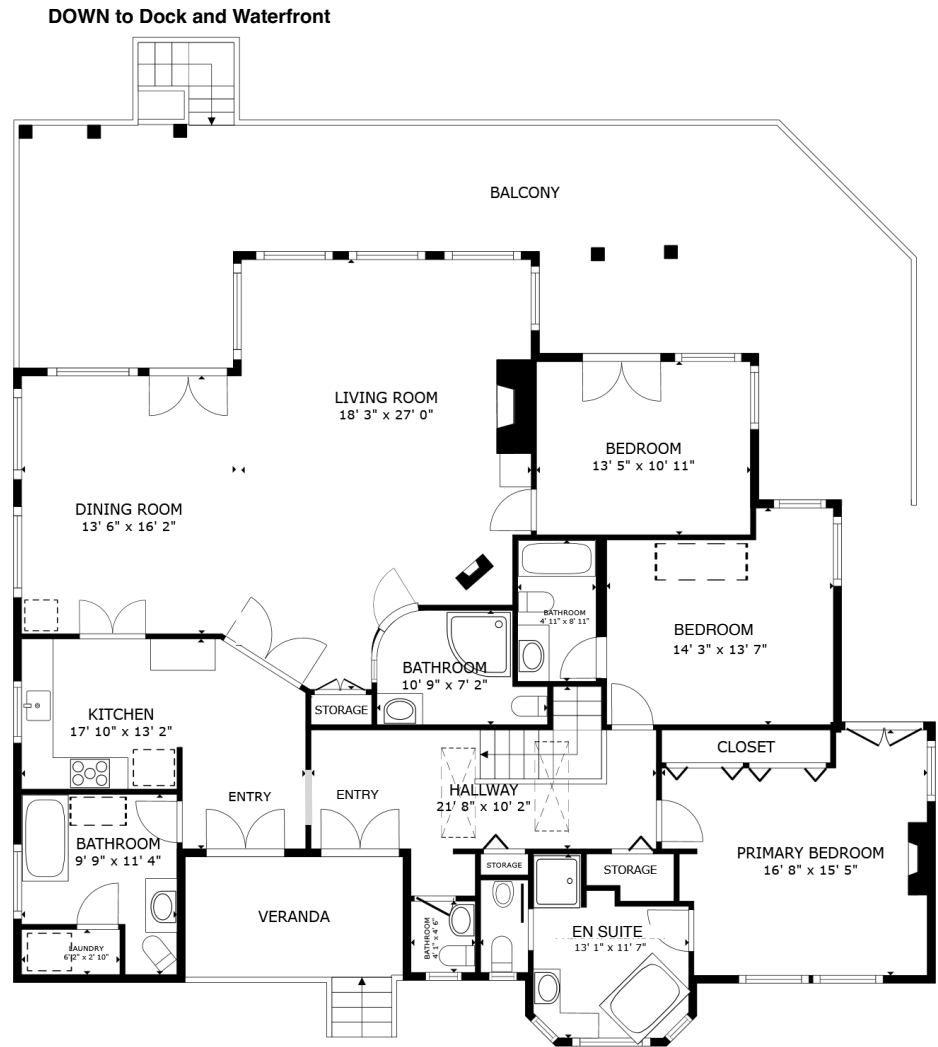 DOWN to Dock and Waterfront
BALCONY
LIVING ROOM
18' 3" x 27' 0"
BEDROOM
13' 5" x 10' 11"
DINING ROOM
13' 6" x 16' 2"
BATHROOM
4' 11" x 8' 11"
BEDROOM
14' 3" x 13' 7"
BATHROOM
10' 9" x 7' 2"
STORAGE
KITCHEN
17' 10" x 13' 2"
CLOSET
ENTRY
ENTRY
HALLWAY
21' 8" x 10' 2"
BATHROOM
9' 9" x 11' 4"
PRIMARY BEDROOM
16' 8" x 15' 5"
STORAGE
STORAGE
VERANDA
BATHROOM
4' 1" x 4' 6"
EN SUITE
13' 1" x 11' 7"
LAUNDRY
6' 2" x 2' 10"